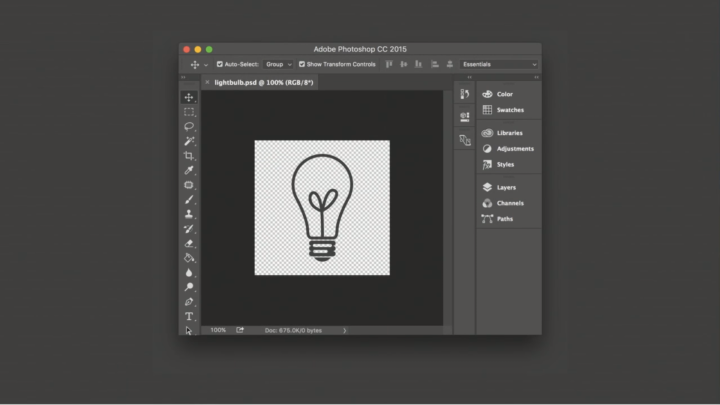 Adobe Photoshop CC 2015
Auto-Select: Group Show Transform Controls Essentials
× lightbulb.psd @ 100% (RGB/8*)
Color
Swatches
Libraries
Adjustments
Styles
Layers
Channels
Paths
100% Doc: 675.0K/0 bytes